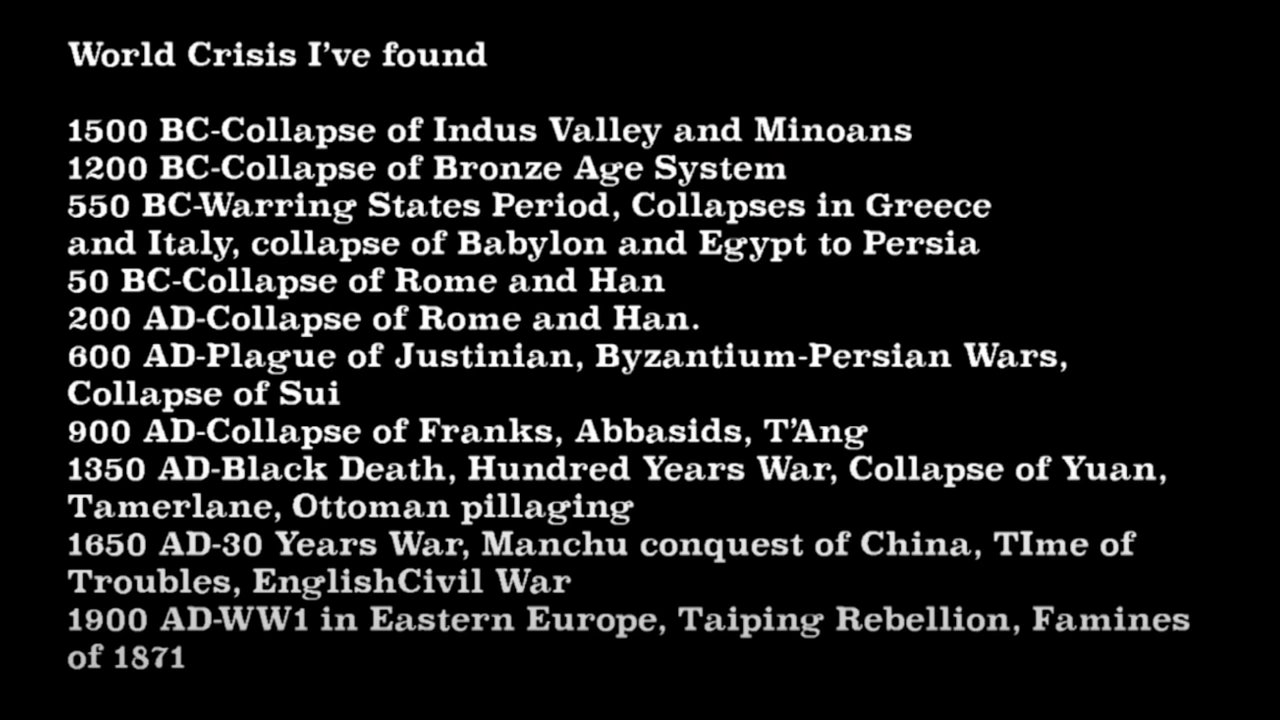 World Crisis I’ve found
1500 BC-Collapse of Indus Valley and Minoans
1200 BC-Collapse of Bronze Age System
550 BC-Warring States Period, Collapses in Greece
and Italy, collapse of Babylon and Egypt to Persia
50 BC-Collapse of Rome and Han
200 AD-Collapse of Rome and Han.
600 AD-Plague of Justinian, Byzantium-Persian Wars,
Collapse of Sui
900 AD-Collapse of Franks, Abbasids, T’Ang
1350 AD-Black Death, Hundred Years War, Collapse of Yuan,
Tamerlane, Ottoman pillaging
1650 AD-30 Years War, Manchu conquest of China, TIme of
Troubles, EnglishCivil War
1900 AD-WW1 in Eastern Europe, Taiping Rebellion, Famines
of 1871